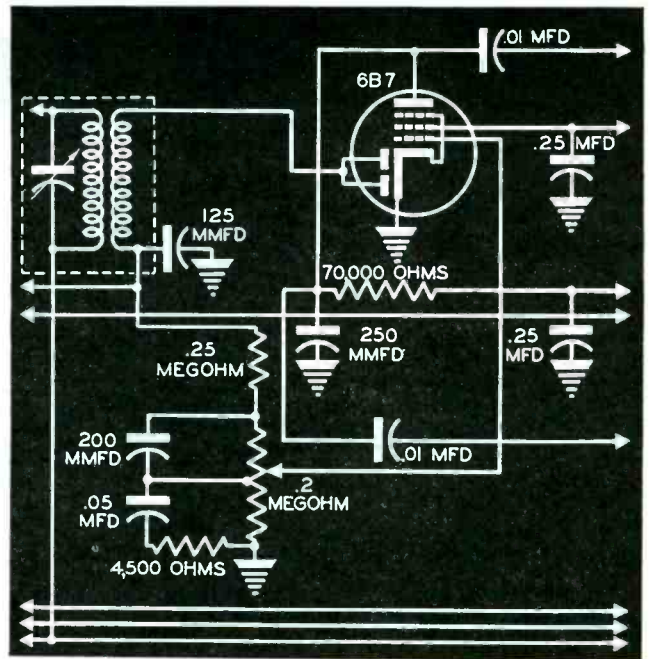 .01 MFD
6B7
.25 MFD
125
MMFD
70,000 OHMS
.25
MEGOHM
250
MMFD
.25
MFD
200
MMFD
.01 MFD
.2
MEGOHM
.05
MFD
4,500 OHMS